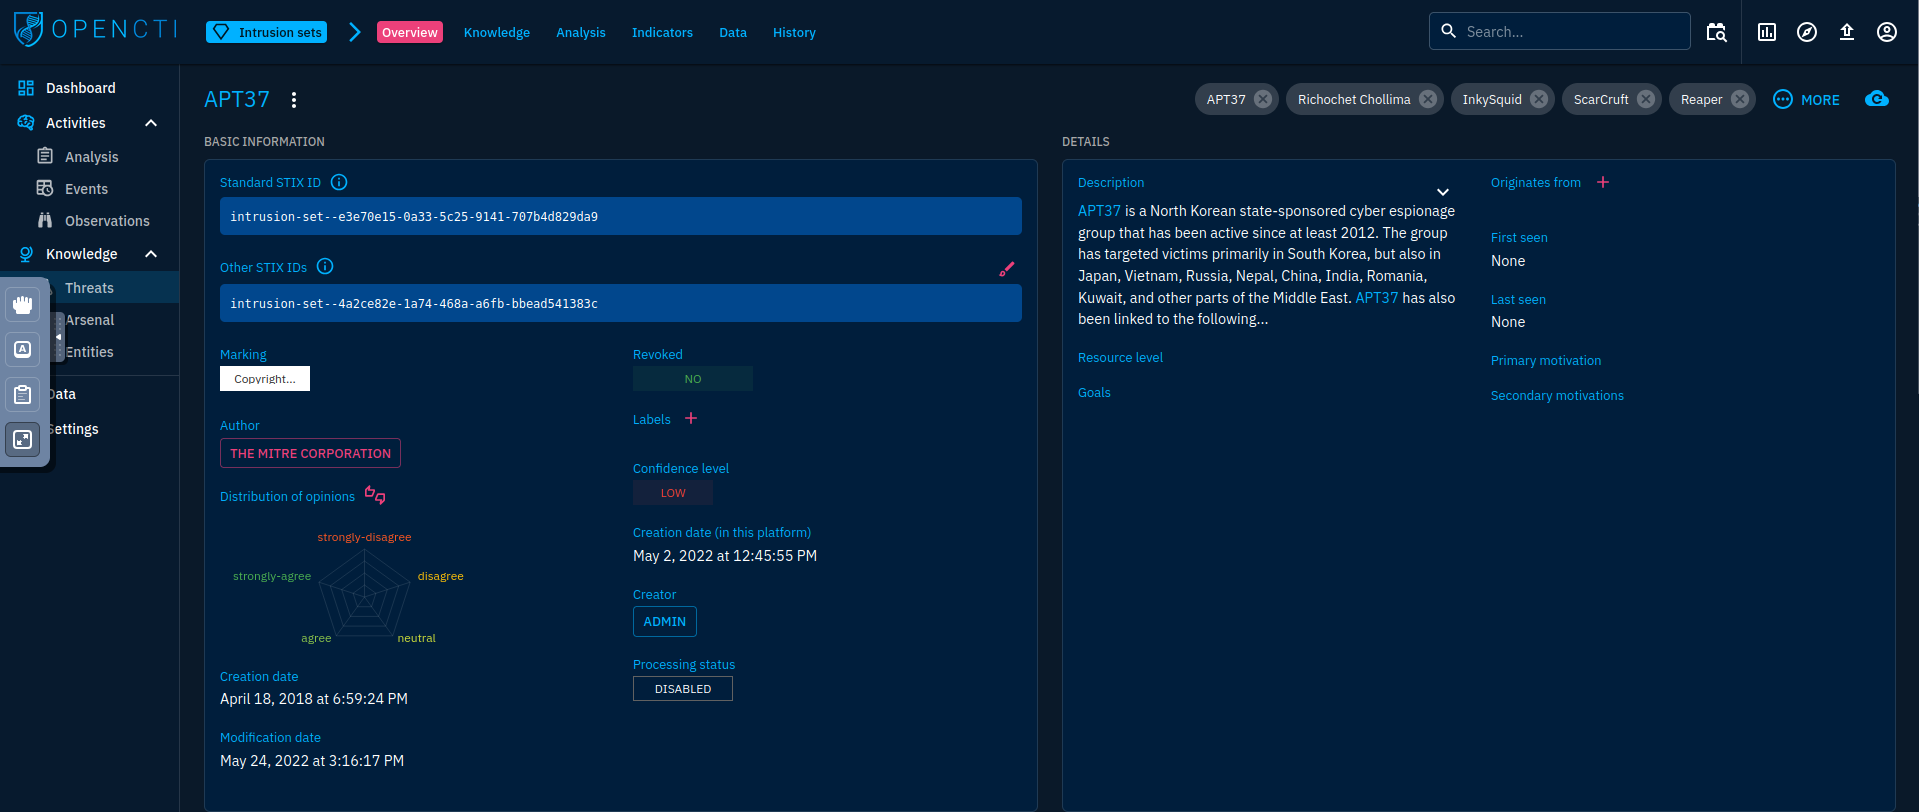 OPENCTI
Intrusion sets
Overview
Knowledge
Analysis
Indicators
Data
History
Search...
Dashboard
Activities
Analysis
Events
Observations
Knowledge
Threats
Arsenal
Entities
Data
Settings
APT37
APT37
Richochet Chollima
InkySquid
ScarCruft
Reaper
MORE
BASIC INFORMATION
Standard STIX ID
intrusion-set--e3e70e15-0a33-5c25-9141-707b4d829da9
Other STIX IDs
intrusion-set--4a2ce82e-1a74-468a-a6fb-bbead541383c
Marking
Copyright...
Author
THE MITRE CORPORATION
Distribution of opinions
strongly-disagree
strongly-agree
disagree
agree
neutral
Creation date
April 18, 2018 at 6:59:24 PM
Modification date
May 24, 2022 at 3:16:17 PM
Revoked
NO
Labels
Confidence level
LOW
Creation date (in this platform)
May 2, 2022 at 12:45:55 PM
Creator
ADMIN
Processing status
DISABLED
DETAILS
Description
APT37 is a North Korean state-sponsored cyber espionage
group that has been active since at least 2012. The group
has targeted victims primarily in South Korea, but also in
Japan, Vietnam, Russia, Nepal, China, India, Romania,
Kuwait, and other parts of the Middle East. APT37 has also
been linked to the following...
Resource level
Goals
Originates from
First seen
None
Last seen
None
Primary motivation
Secondary motivations